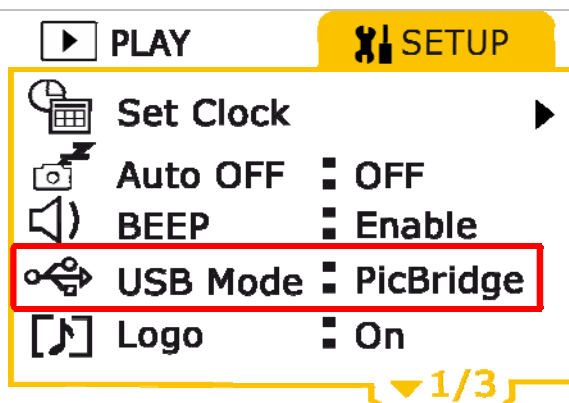 PLAY SETUP
Set Clock
Auto OFF : OFF
BEEP : Enable
USB Mode : PicBridge
Logo : On
1/3